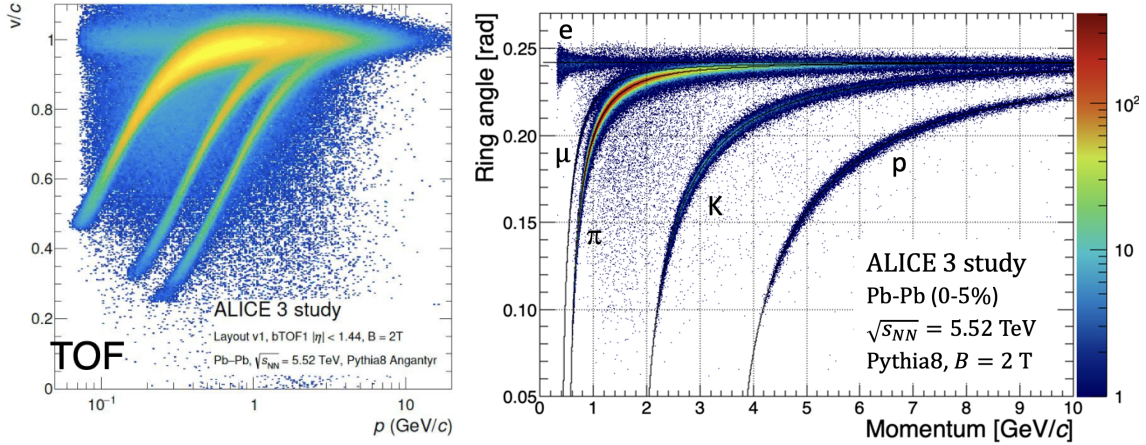 v/c
1
0.8
0.6
0.4
0.2
0
10⁻¹
1
10
p (GeV/c)
TOF
ALICE 3 study
Layout v1, bTOF1 |η| < 1.44, B = 2T
Pb–Pb, √sNN = 5.52 TeV, Pythia8 Angantyr
Ring angle [rad]
0.25
0.20
0.15
0.10
0.05
0
1
2
3
4
5
6
7
8
9
10
Momentum [GeV/c]
e
μ
π
K
p
ALICE 3 study
Pb-Pb (0-5%)
√sNN = 5.52 TeV
Pythia8, B = 2 T
10²
10
1